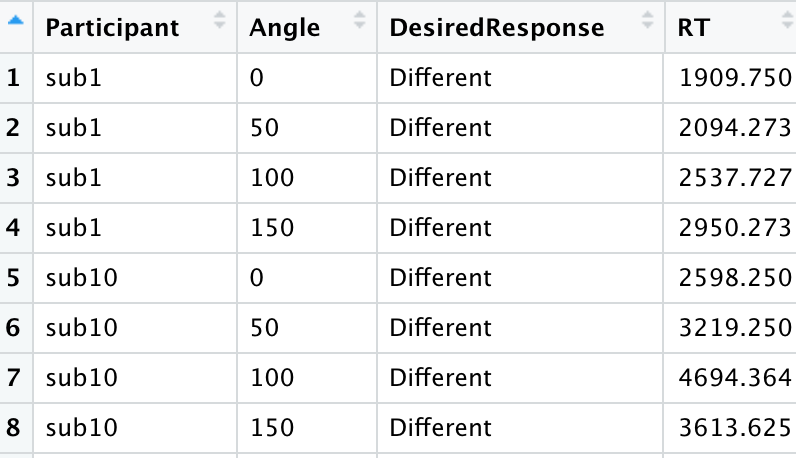 Participant Angle DesiredResponse RT
1 sub1 0 Different 1909.750
2 sub1 50 Different 2094.273
3 sub1 100 Different 2537.727
4 sub1 150 Different 2950.273
5 sub10 0 Different 2598.250
6 sub10 50 Different 3219.250
7 sub10 100 Different 4694.364
8 sub10 150 Different 3613.625